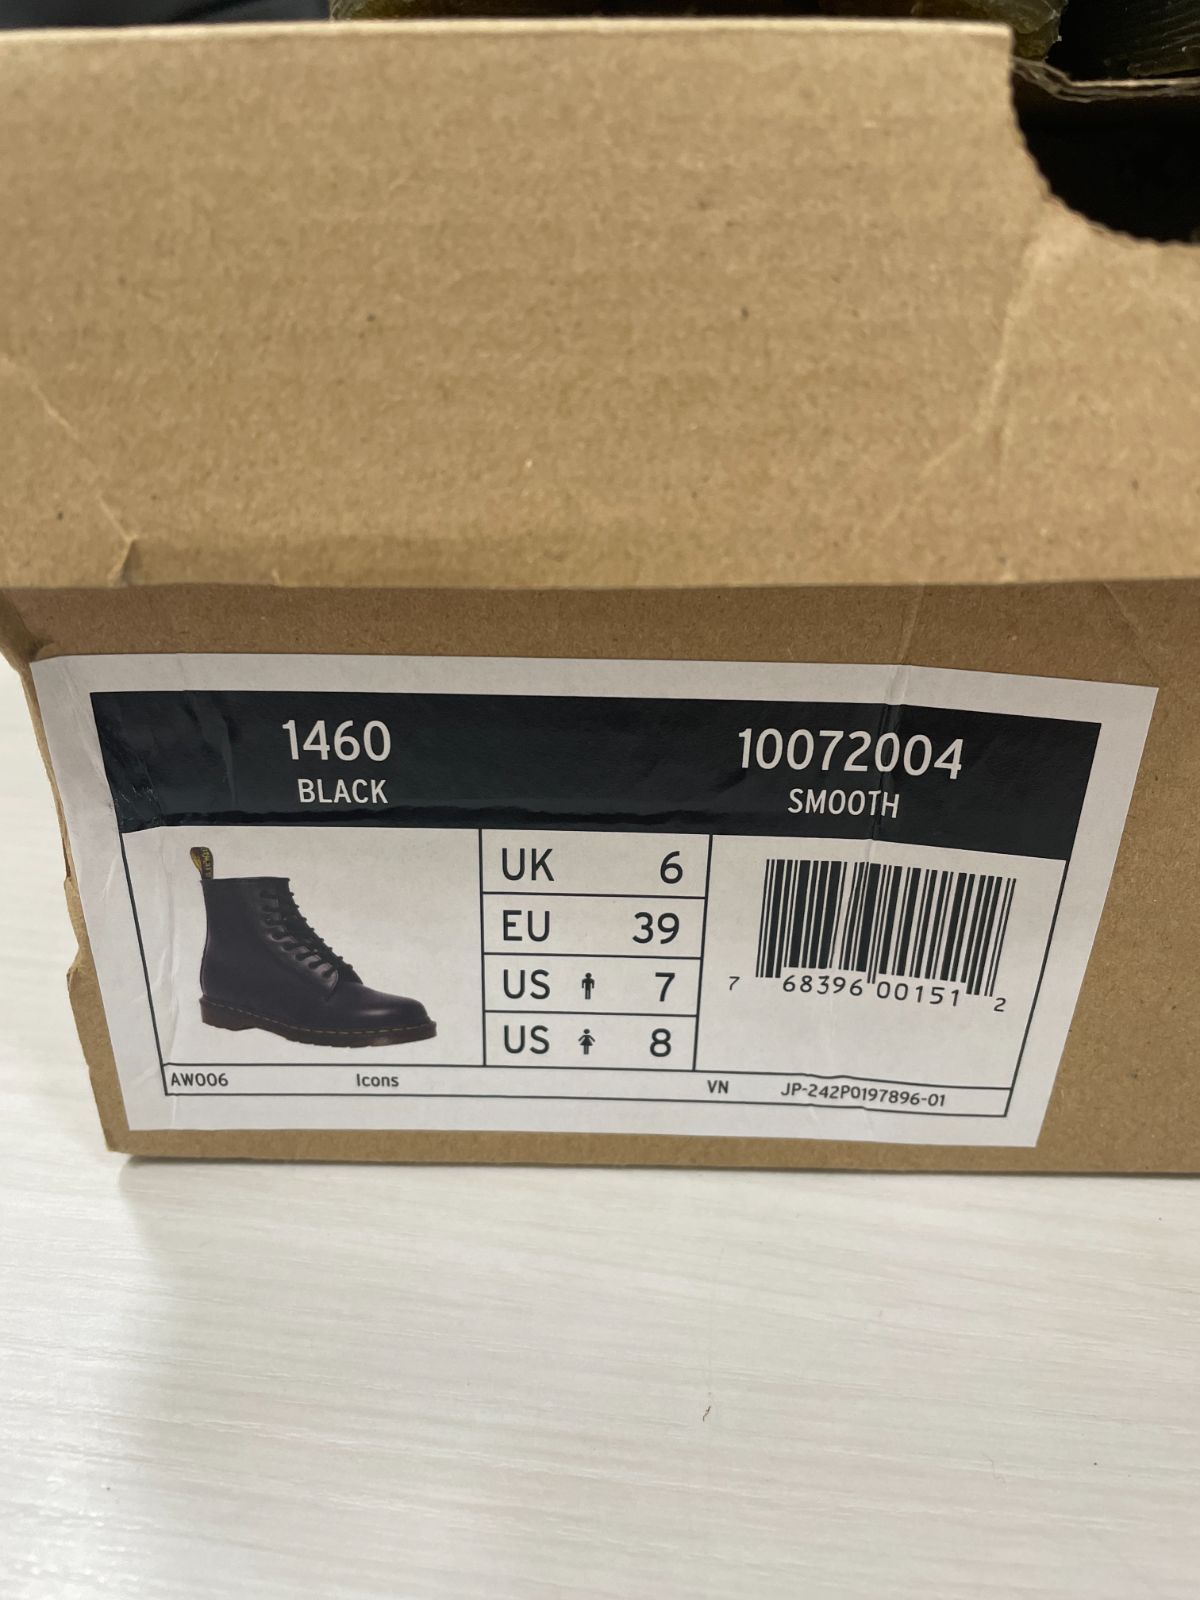 1460
BLACK
10072004
SMOOTH
UK 6
EU 39
US 7
US 8
7 68396 00151 2
AW006 Icons VN JP-242P0197896-01